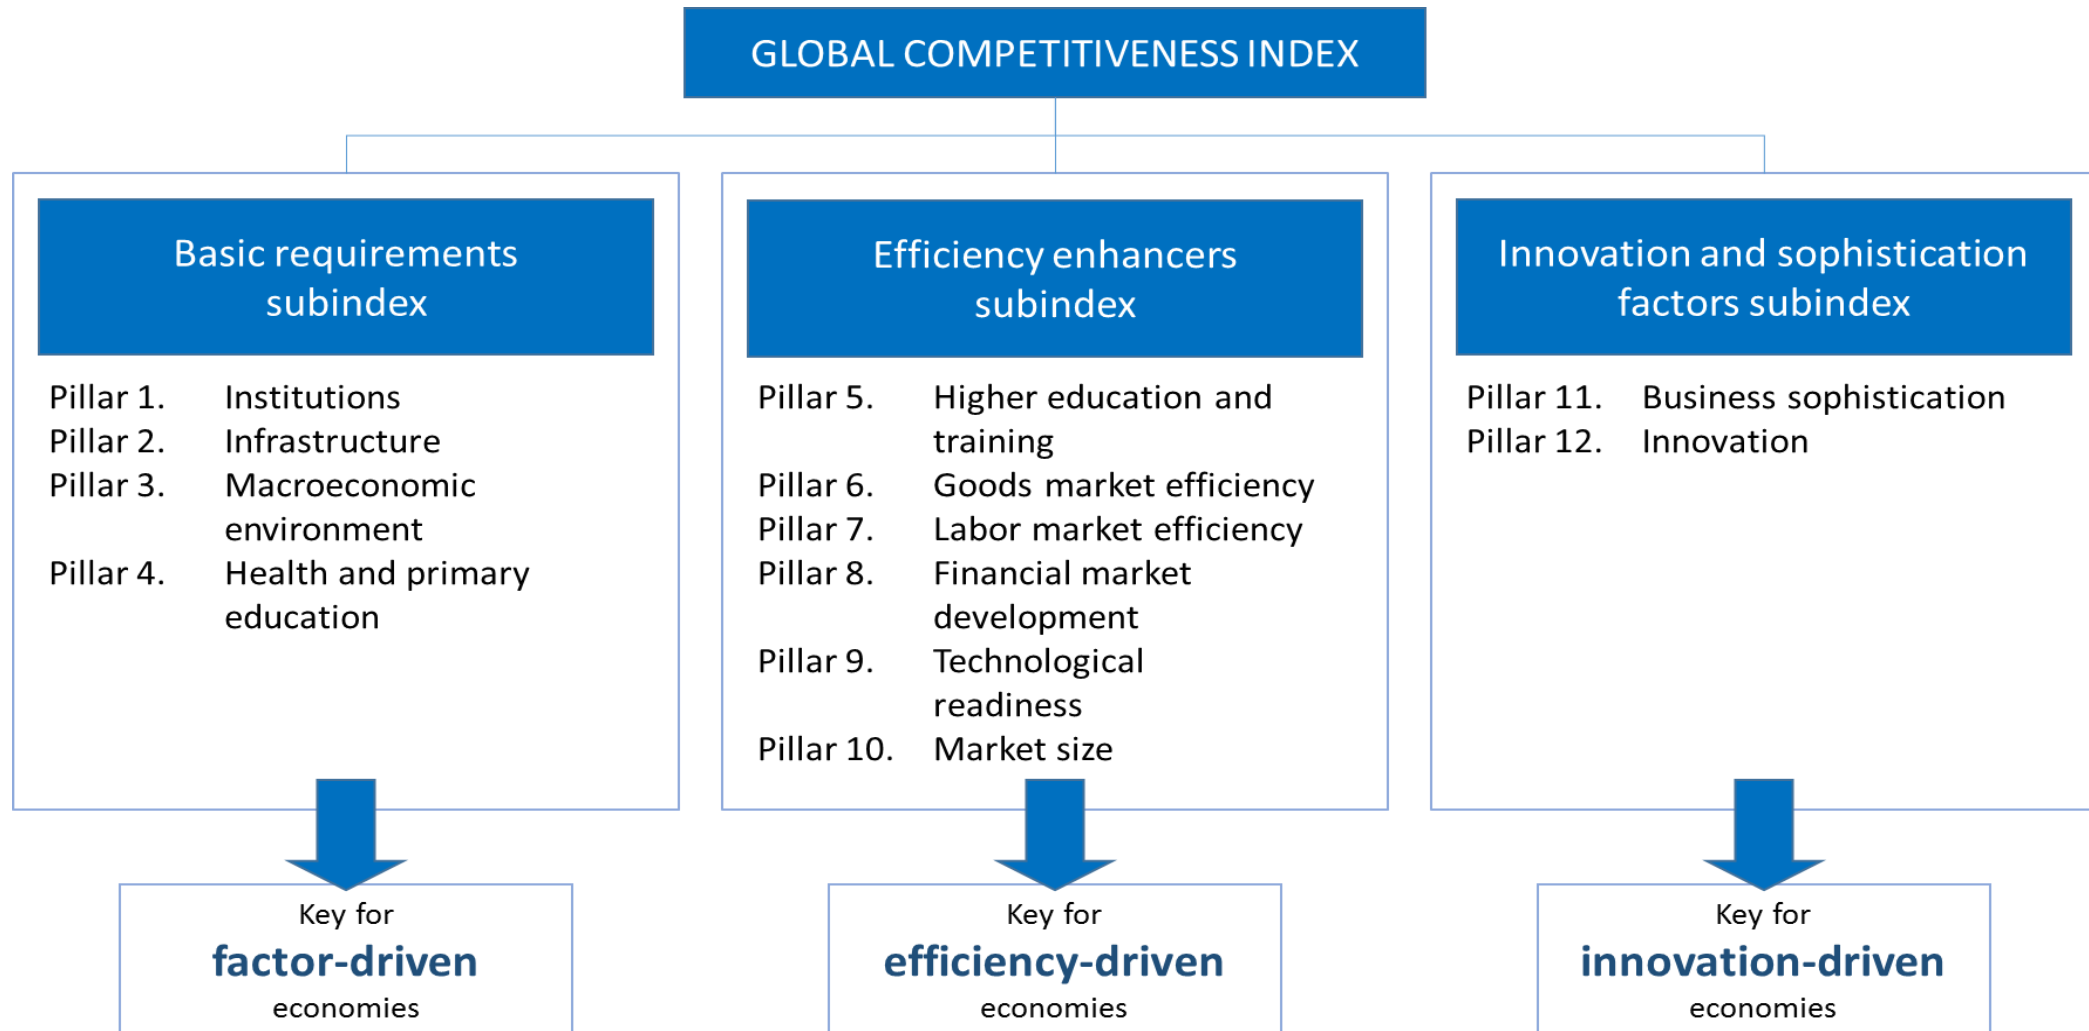 GLOBAL COMPETITIVENESS INDEX
Basic requirements
subindex
Pillar 1. Institutions
Pillar 2. Infrastructure
Pillar 3. Macroeconomic
environment
Pillar 4. Health and primary
education
Key for
factor-driven
economies
Efficiency enhancers
subindex
Pillar 5. Higher education and
training
Pillar 6. Goods market efficiency
Pillar 7. Labor market efficiency
Pillar 8. Financial market
development
Pillar 9. Technological
readiness
Pillar 10. Market size
Key for
efficiency-driven
economies
Innovation and sophistication
factors subindex
Pillar 11. Business sophistication
Pillar 12. Innovation
Key for
innovation-driven
economies